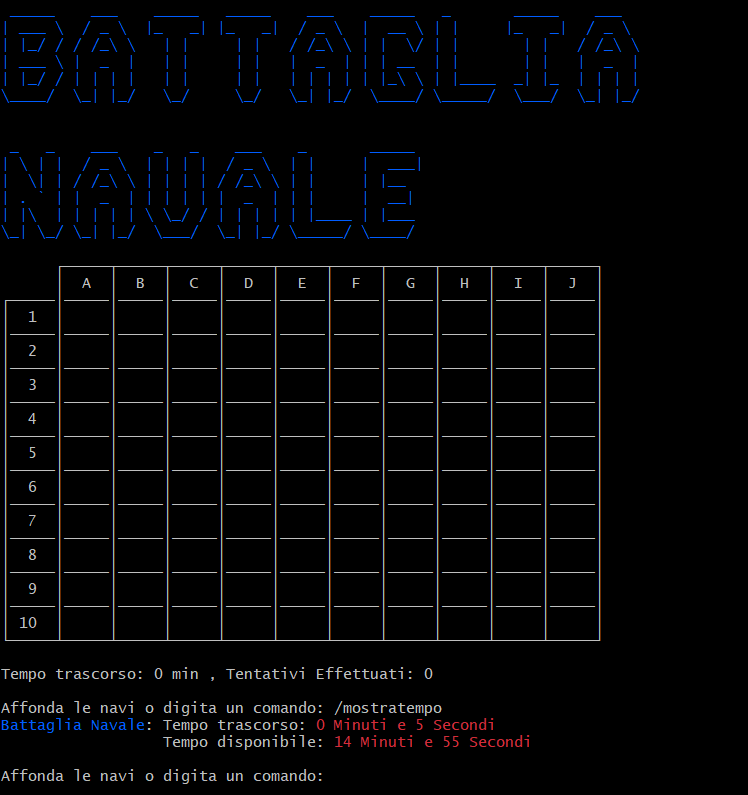 BATTAGLIA
NAVALE
A B C D E F G H I J
1
2
3
4
5
6
7
8
9
10
Tempo trascorso: 0 min , Tentativi Effettuati: 0
Affonda le navi o digita un comando: /mostratempo
Battaglia Navale: Tempo trascorso: 0 Minuti e 5 Secondi
Tempo disponibile: 14 Minuti e 55 Secondi
Affonda le navi o digita un comando: